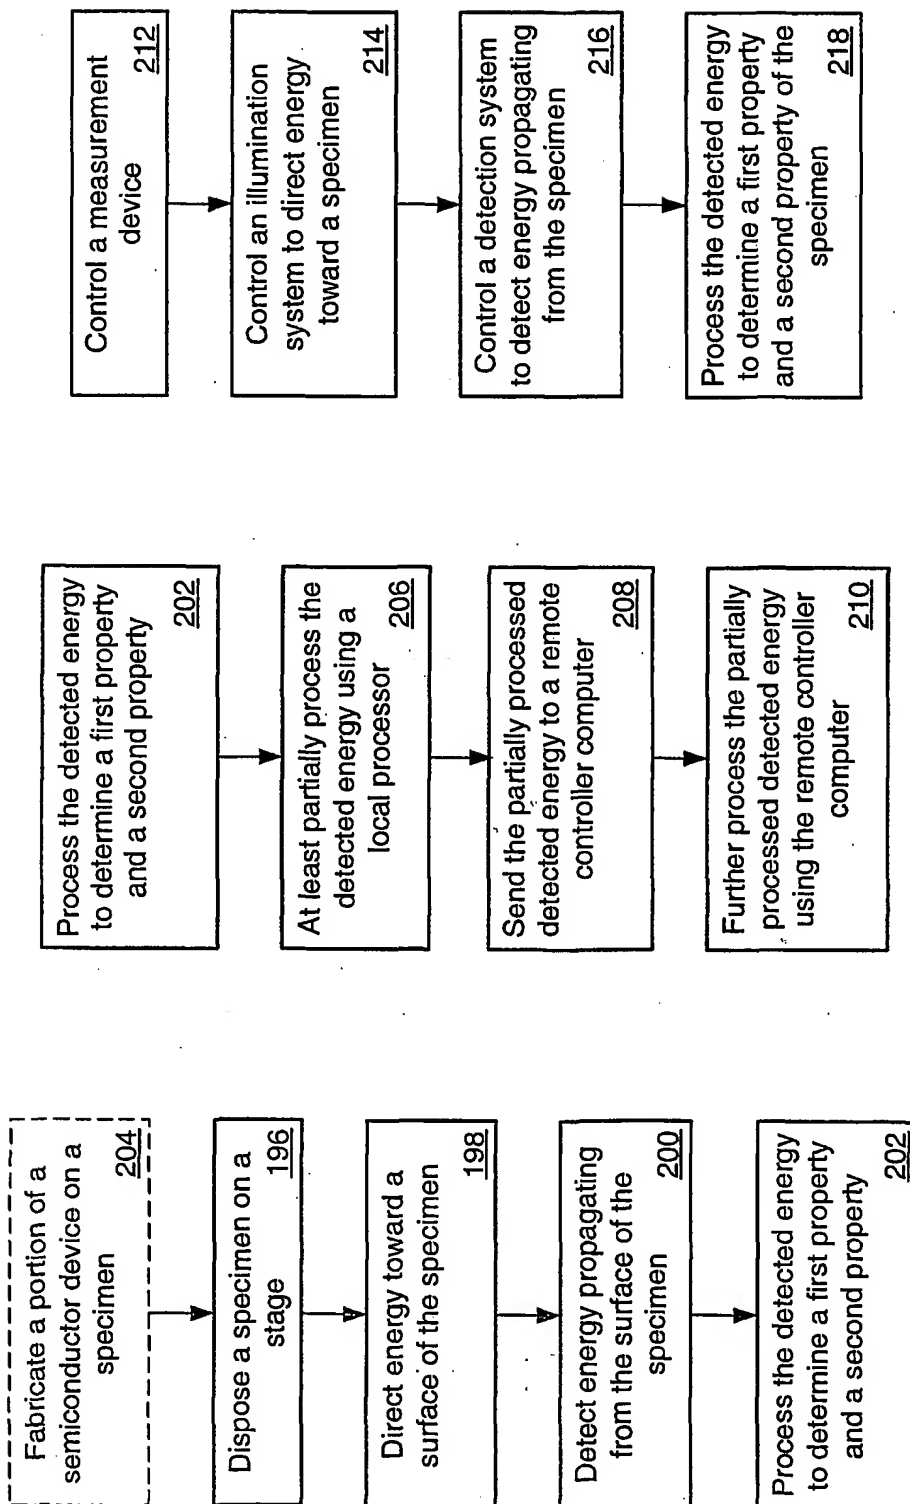 Fabricate a portion of a
semiconductor device on a
specimen
204
Dispose a specimen on a
stage
196
Direct energy toward a
surface of the specimen
198
Detect energy propagating
from the surface of the
specimen
200
Process the detected energy
to determine a first property
and a second property
202
Process the detected energy
to determine a first property
and a second property
202
At least partially process the
detected energy using a
local processor
206
Send the partially processed
detected energy to a remote
controller computer
208
Further process the partially
processed detected energy
using the remote controller
computer
210
Control a measurement
device
212
Control an illumination
system to direct energy
toward a specimen
214
Control a detection system
to detect energy propagating
from the specimen
216
Process the detected energy
to determine a first property
and a second property of the
specimen
218